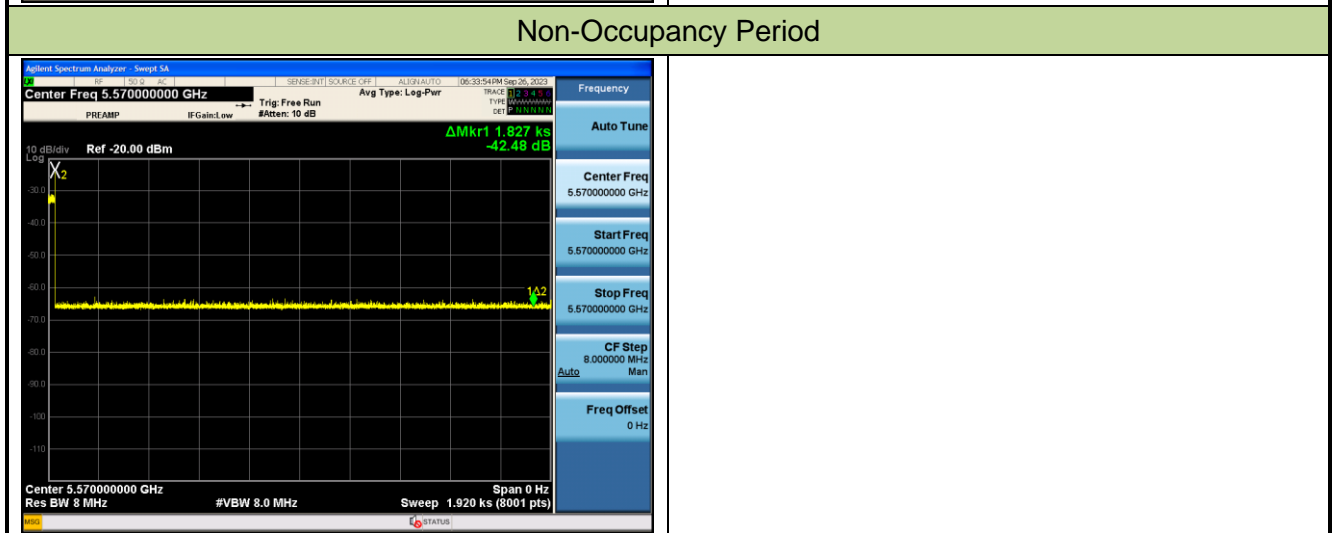 Non-Occupancy Period
Agilent Spectrum Analyzer - Swept SA
RF 50 Ω AC SENSE:INT SOURCE OFF ALIGN AUTO 06:33:54 PM Sep 26, 2023
Center Freq 5.570000000 GHz
Avg Type: Log-Pwr
TRACE 1 2 3 4 5 6
TYPE
DET P N N N N N
PREAMP
IFGain:Low
Trig: Free Run
#Atten: 10 dB
ΔMkr1 1.827 ks
-42.48 dB
10 dB/div
Log
Ref -20.00 dBm
X2
-30.0
-40.0
-50.0
-60.0
-70.0
-80.0
-90.0
-100
-110
1Δ2
Center 5.570000000 GHz
Span 0 Hz
Res BW 8 MHz
#VBW 8.0 MHz
Sweep 1.920 ks (8001 pts)
MSG
STATUS
Frequency
Auto Tune
Center Freq
5.570000000 GHz
Start Freq
5.570000000 GHz
Stop Freq
5.570000000 GHz
CF Step
8.000000 MHz
Auto Man
Freq Offset
0 Hz